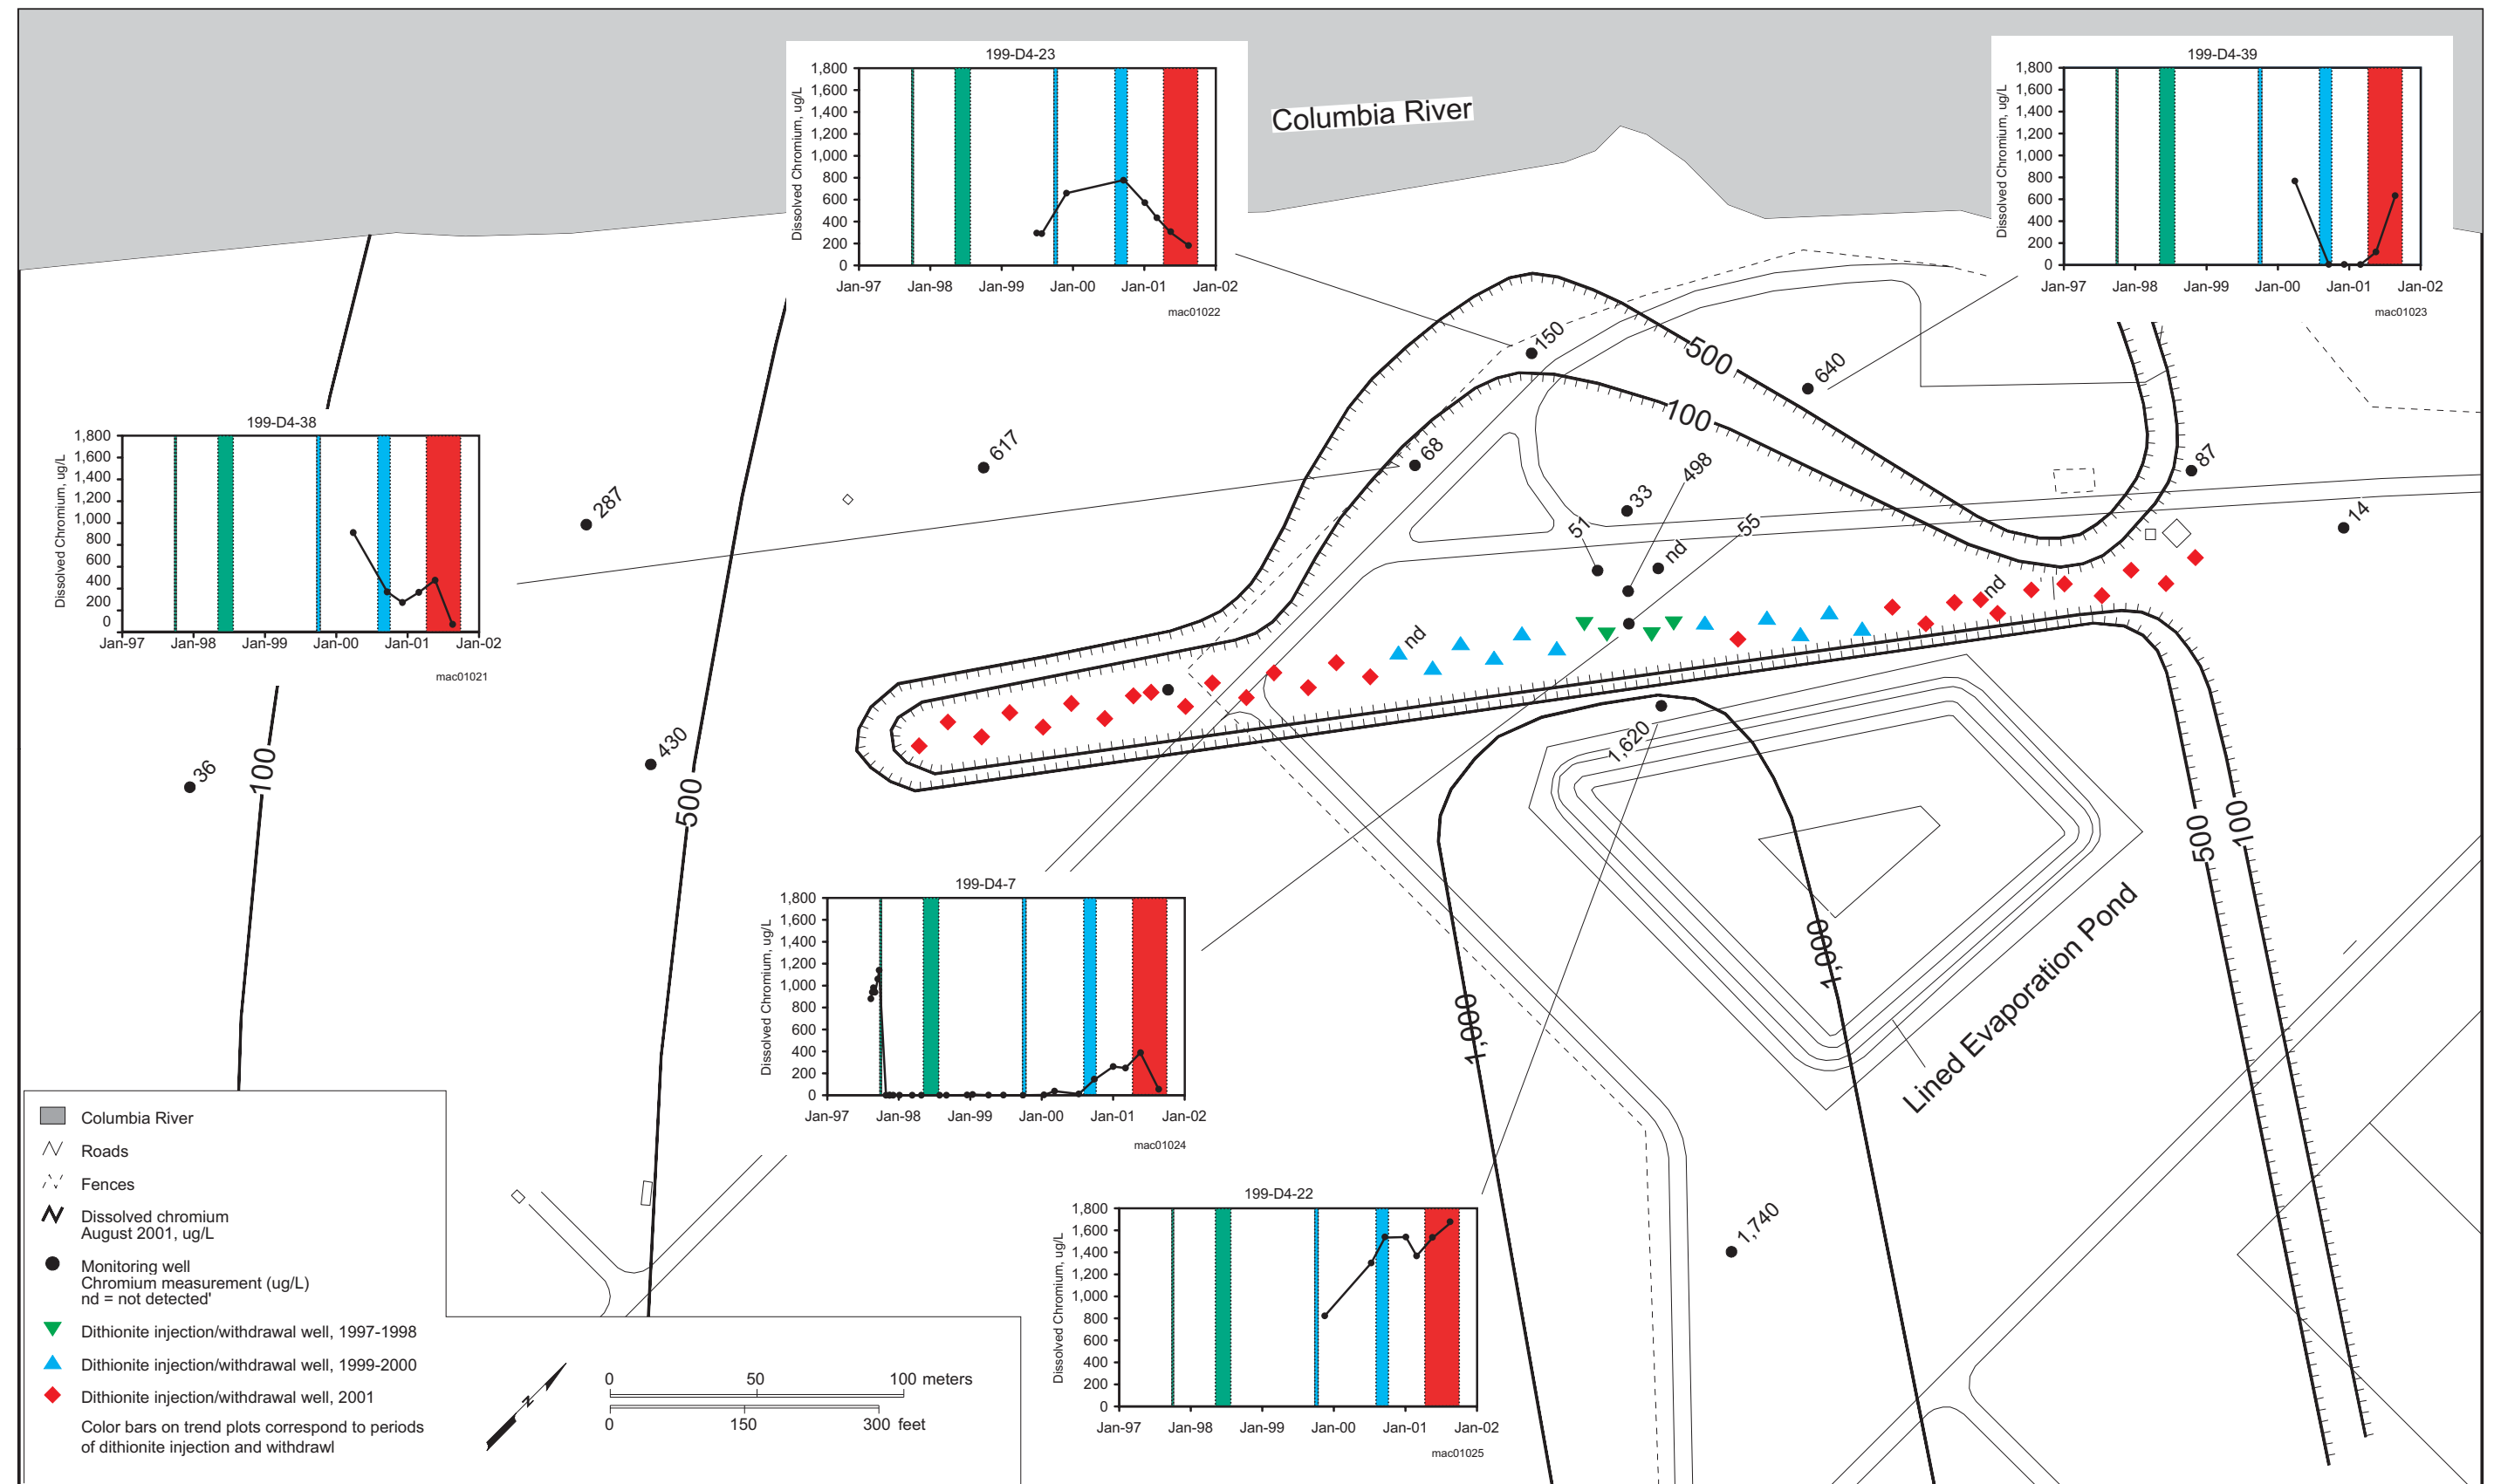 199-D4-23
Dissolved Chromium, ug/L
1,800
1,600
1,400
1,200
1,000
800
600
400
200
0
Jan-97 Jan-98 Jan-99 Jan-00 Jan-01 Jan-02
mac01022
Columbia River
199-D4-39
Dissolved Chromium, ug/L
1,800
1,600
1,400
1,200
1,000
800
600
400
200
0
Jan-97 Jan-98 Jan-99 Jan-00 Jan-01 Jan-02
mac01023
199-D4-38
Dissolved Chromium, ug/L
1,800
1,600
1,400
1,200
1,000
800
600
400
200
0
Jan-97 Jan-98 Jan-99 Jan-00 Jan-01 Jan-02
mac01021
150
500
640
100
617
68
498
87
287
33
51
55
14
nd
nd
nd
430
36
100
500
1,620
500
100
1,000
1,000
Lined Evaporation Pond
1,740
199-D4-7
Dissolved Chromium, ug/L
1,800
1,600
1,400
1,200
1,000
800
600
400
200
0
Jan-97 Jan-98 Jan-99 Jan-00 Jan-01 Jan-02
mac01024
199-D4-22
Dissolved Chromium, ug/L
1,800
1,600
1,400
1,200
1,000
800
600
400
200
0
Jan-97 Jan-98 Jan-99 Jan-00 Jan-01 Jan-02
mac01025
Columbia River
Roads
Fences
Dissolved chromium
August 2001, ug/L
Monitoring well
Chromium measurement (ug/L)
nd = not detected'
Dithionite injection/withdrawal well, 1997-1998
Dithionite injection/withdrawal well, 1999-2000
Dithionite injection/withdrawal well, 2001
Color bars on trend plots correspond to periods
of dithionite injection and withdrawl
N
0 50 100 meters
0 150 300 feet